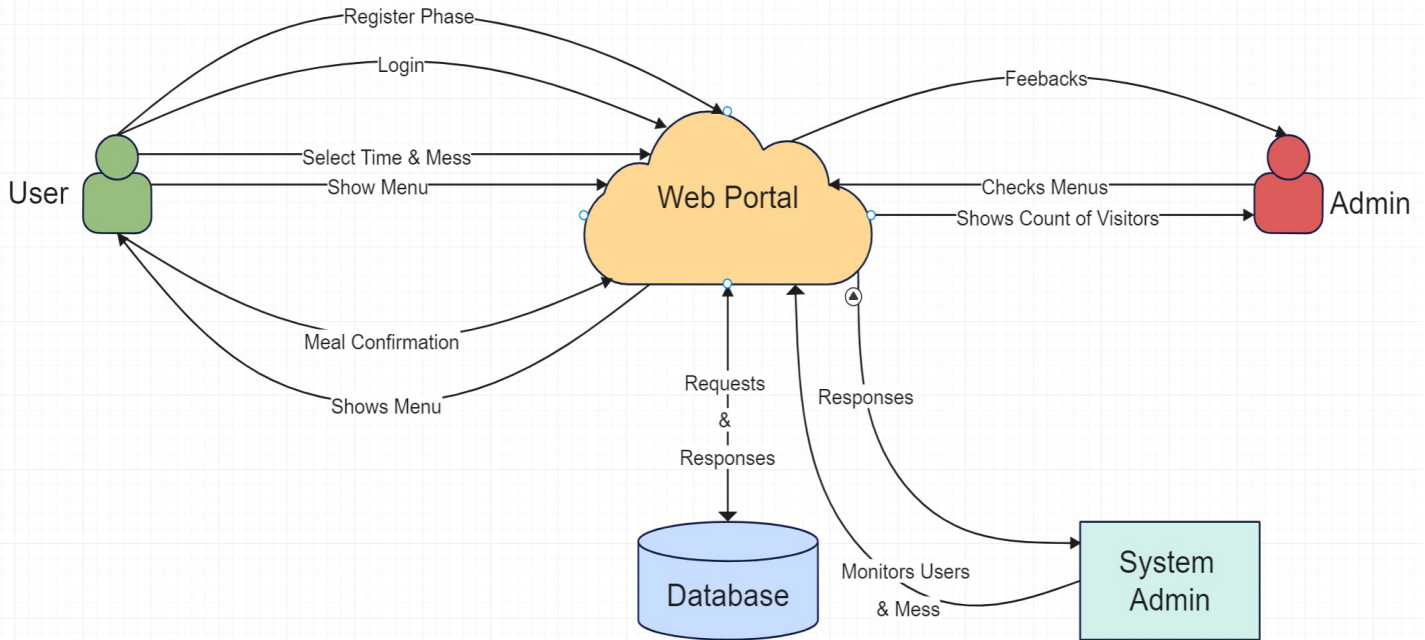 Register Phase
Login
Feebacks
Select Time & Mess
Show Menu
User
Web Portal
Checks Menus
Shows Count of Visitors
Admin
Meal Confirmation
Shows Menu
Requests
&
Responses
Responses
Monitors Users
& Mess
Database
System
Admin